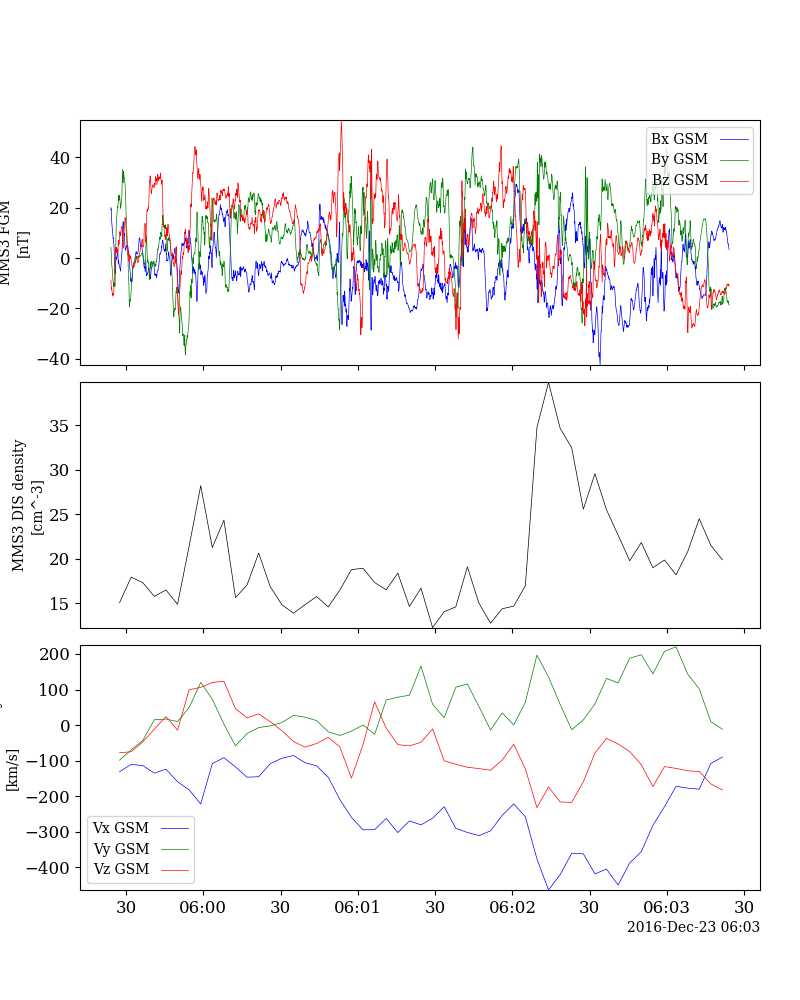 MMS3 FGM
[nT]
40
20
0
−20
−40
Bx GSM
By GSM
Bz GSM
MMS3 DIS density
[cm^-3]
35
30
25
20
15
[km/s]
200
100
0
−100
−200
−300
−400
Vx GSM
Vy GSM
Vz GSM
30 06:00 30 06:01 30 06:02 30 06:03 30
2016-Dec-23 06:03